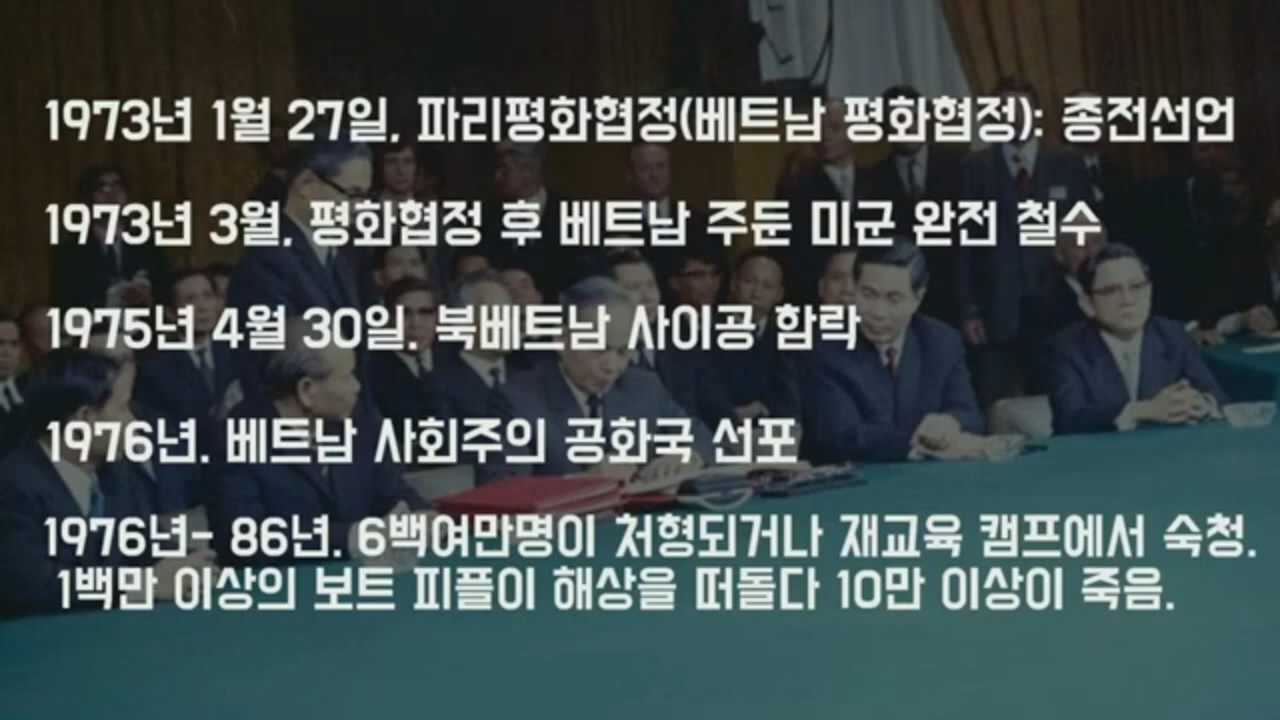 1973년 1월 27일, 파리평화협정(베트남 평화협정): 종전선언
1973년 3월, 평화협정 후 베트남 주둔 미군 완전 철수
1975년 4월 30일. 북베트남 사이공 함락
1976년. 베트남 사회주의 공화국 선포
1976년- 86년. 6백여만명이 처형되거나 재교육 캠프에서 숙청.
1백만 이상의 보트 피플이 해상을 떠돌다 10만 이상이 죽음.